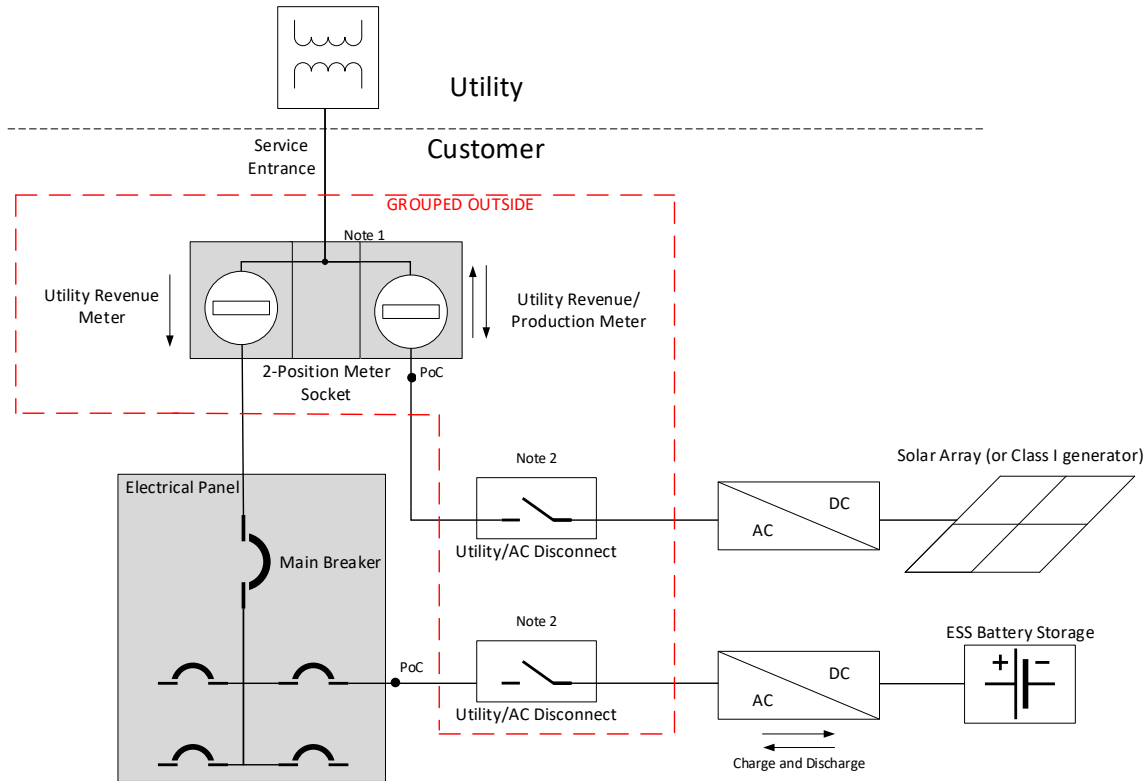 Utility
Customer
Service
Entrance
GROUPED OUTSIDE
Note 1
Utility Revenue
Meter
Utility Revenue/
Production Meter
2-Position Meter
Socket
PoC
Note 2
Solar Array (or Class I generator)
Electrical Panel
DC
AC
Utility/AC Disconnect
Main Breaker
Note 2
ESS Battery Storage
PoC
DC
+ −
AC
Utility/AC Disconnect
Charge and Discharge